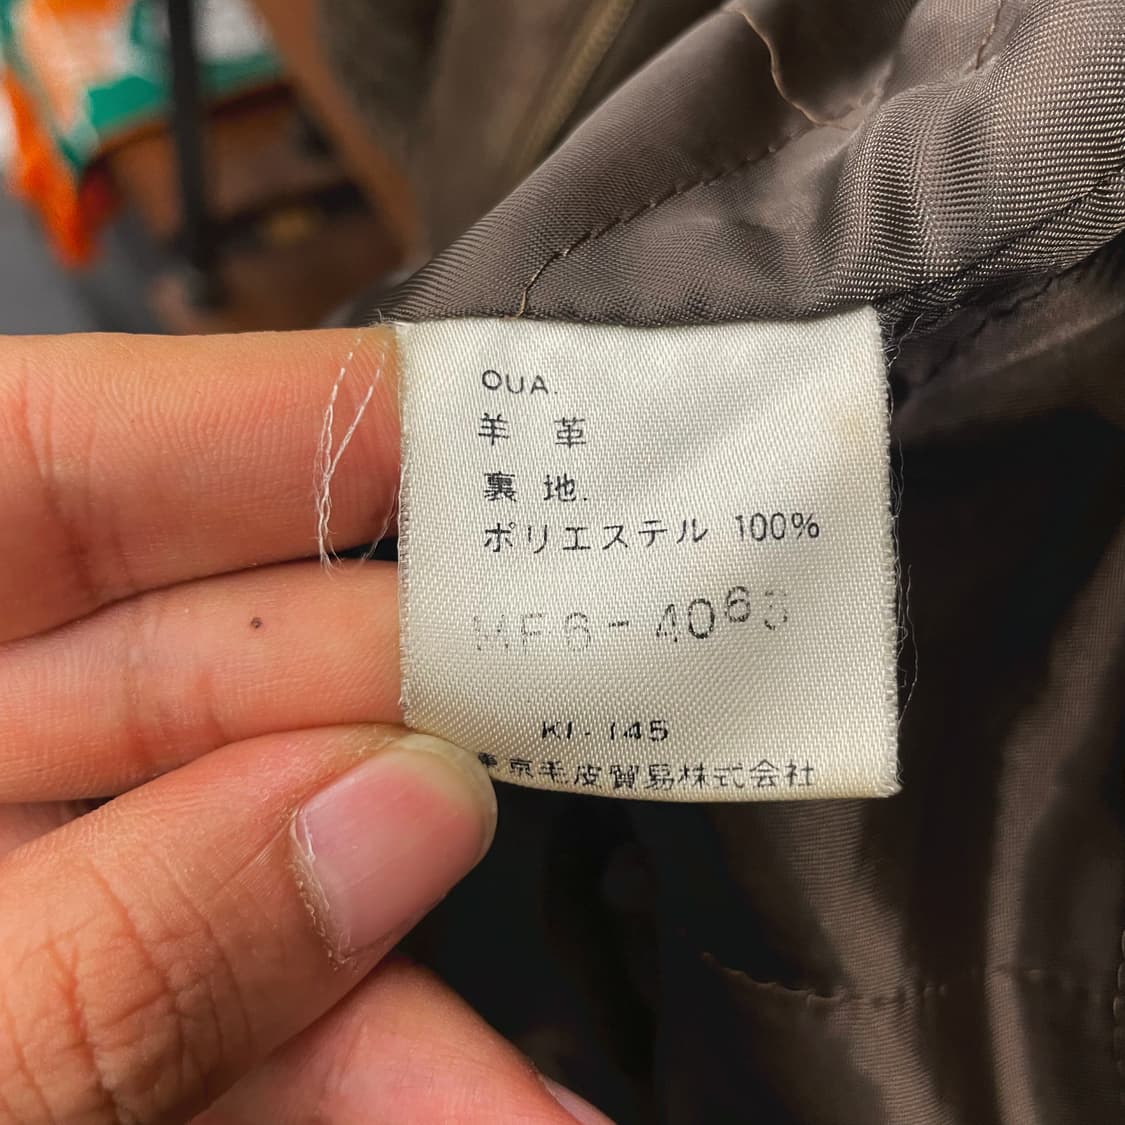 OUA.
羊 革
裏 地.
ポリエステル 100%
KI-145
東京毛皮貿易株式会社